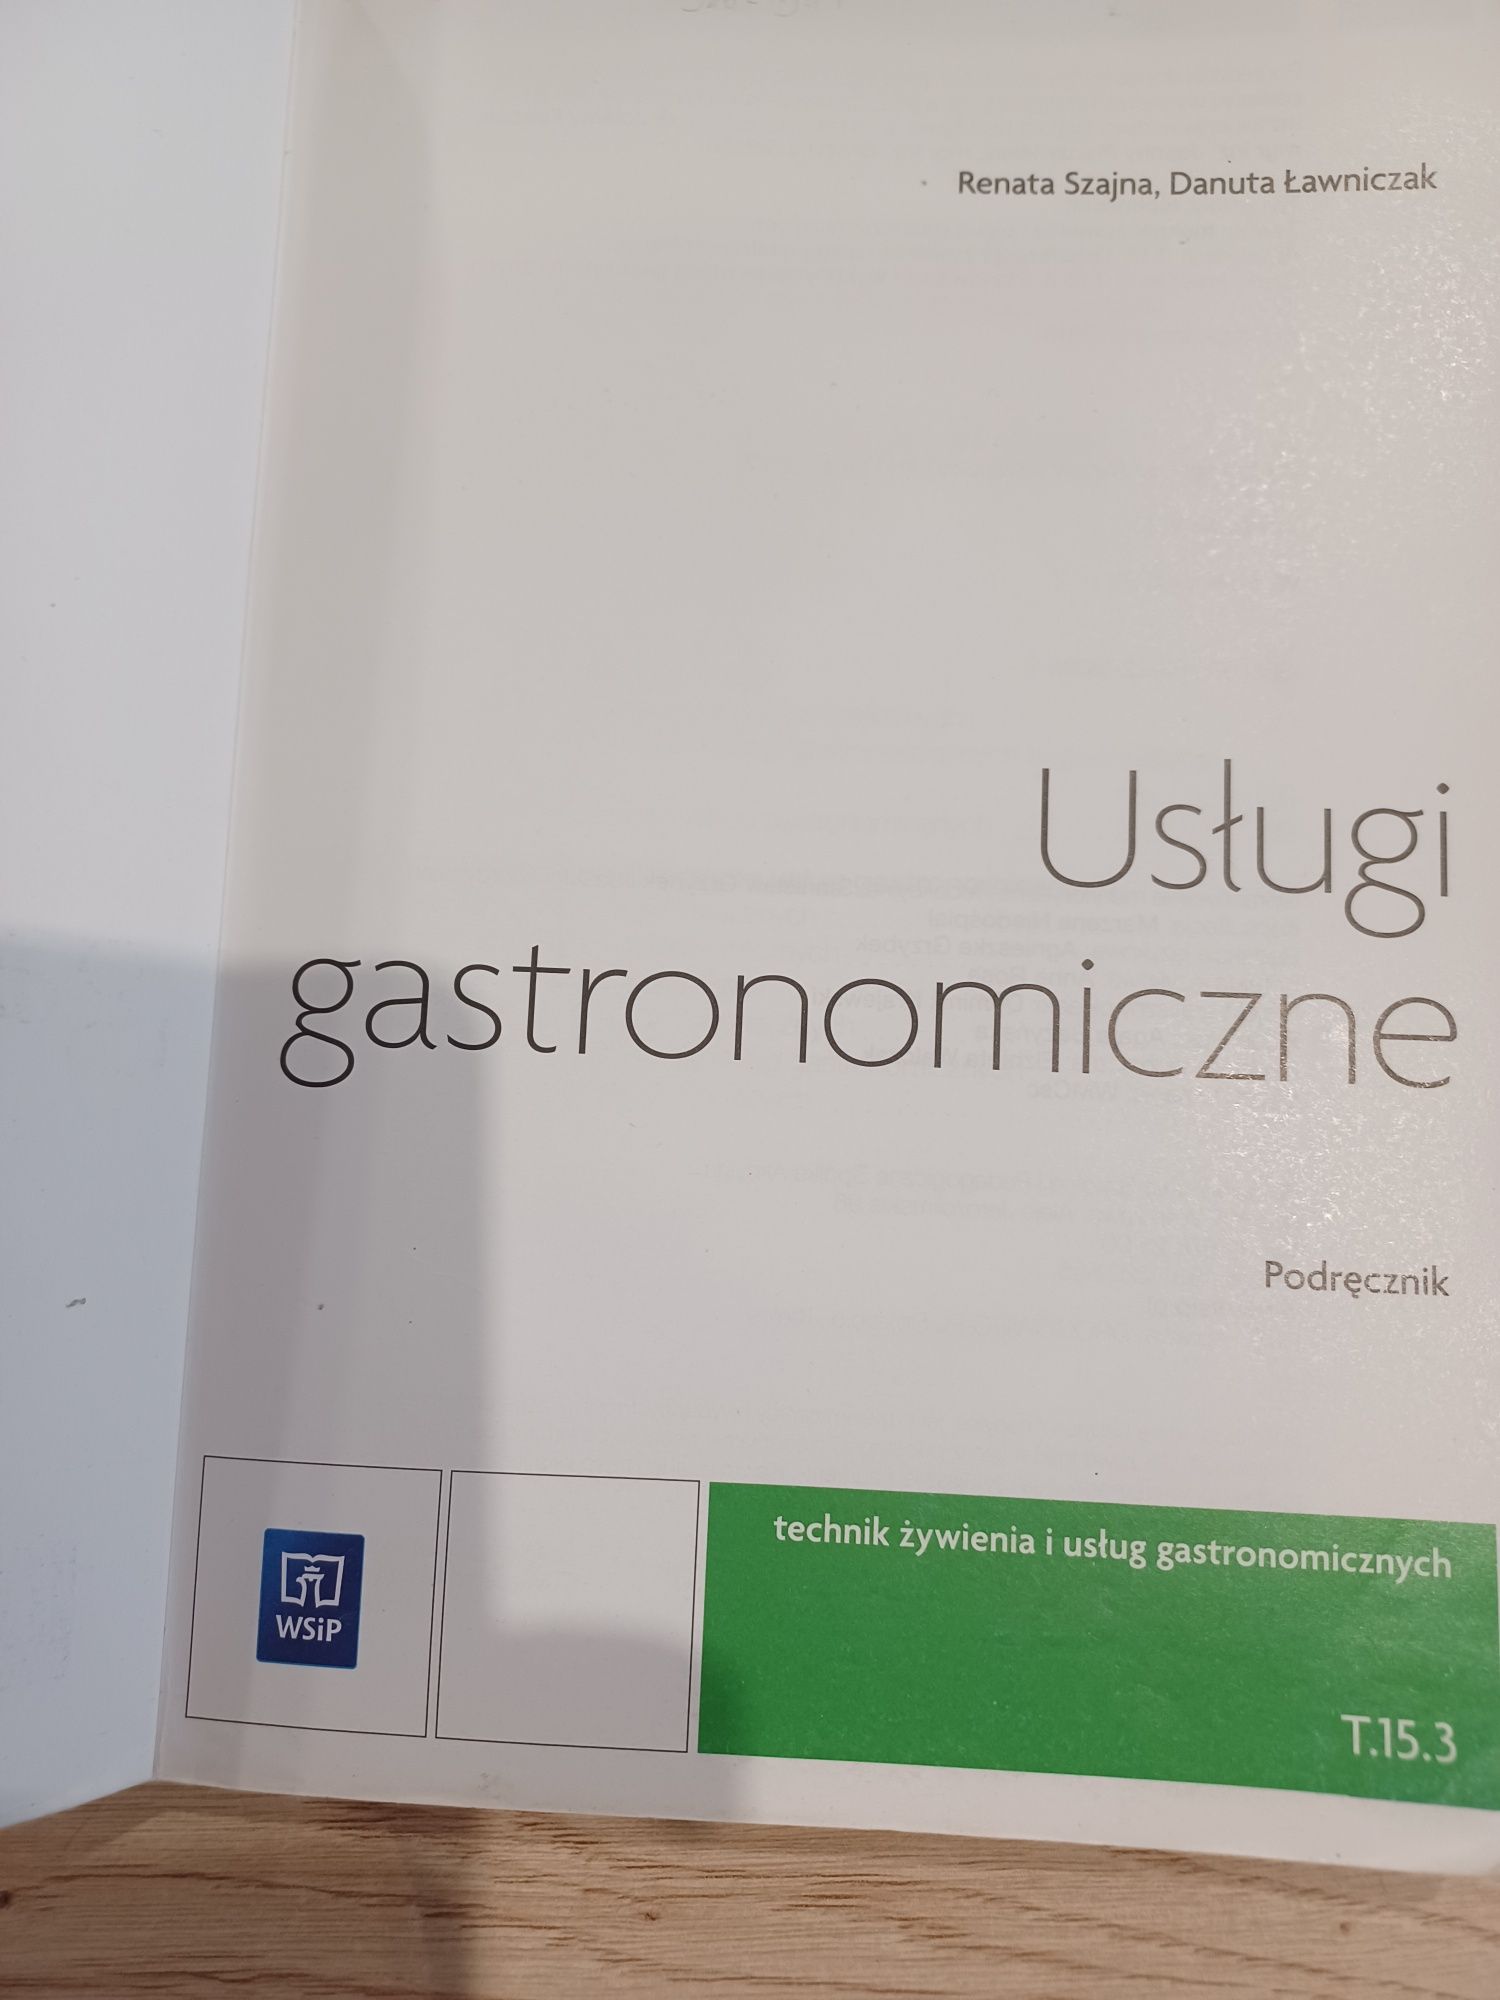 Renata Szajna, Danuta Ławniczak
Usługi
gastronomiczne
Podręcznik
technik żywienia i usług gastronomicznych
WSiP
T.15.3